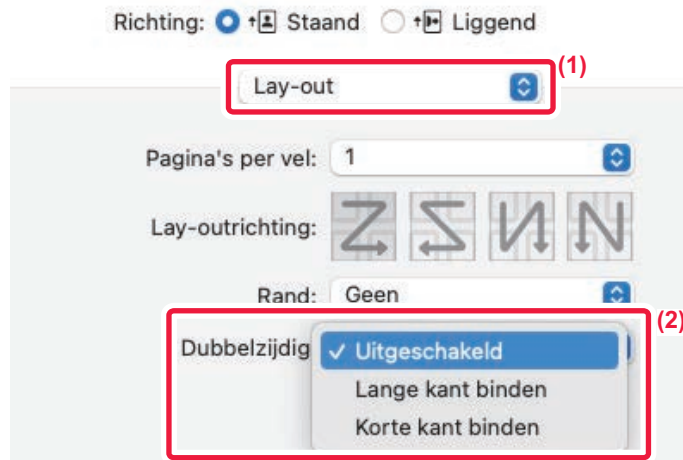 Richting: Staand Liggend
(1)
Lay-out
Pagina's per vel: 1
Lay-outrichting:
Rand: Geen
(2)
Dubbelzijdig ✓ Uitgeschakeld
Lange kant binden
Korte kant binden